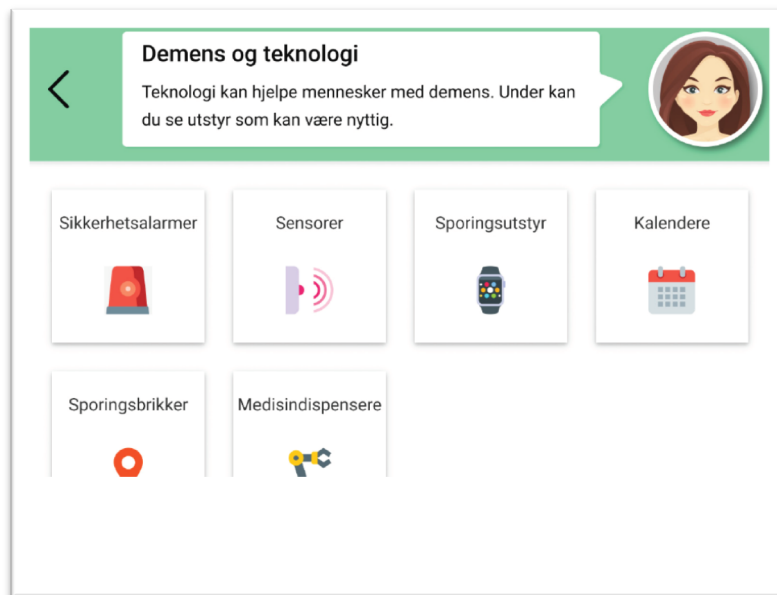 Demens og teknologi
Teknologi kan hjelpe mennesker med demens. Under kan
du se utstyr som kan være nyttig.
Sikkerhetsalarmer
Sensorer
Sporingsutstyr
Kalendere
Sporingsbrikker
Medisindispensere